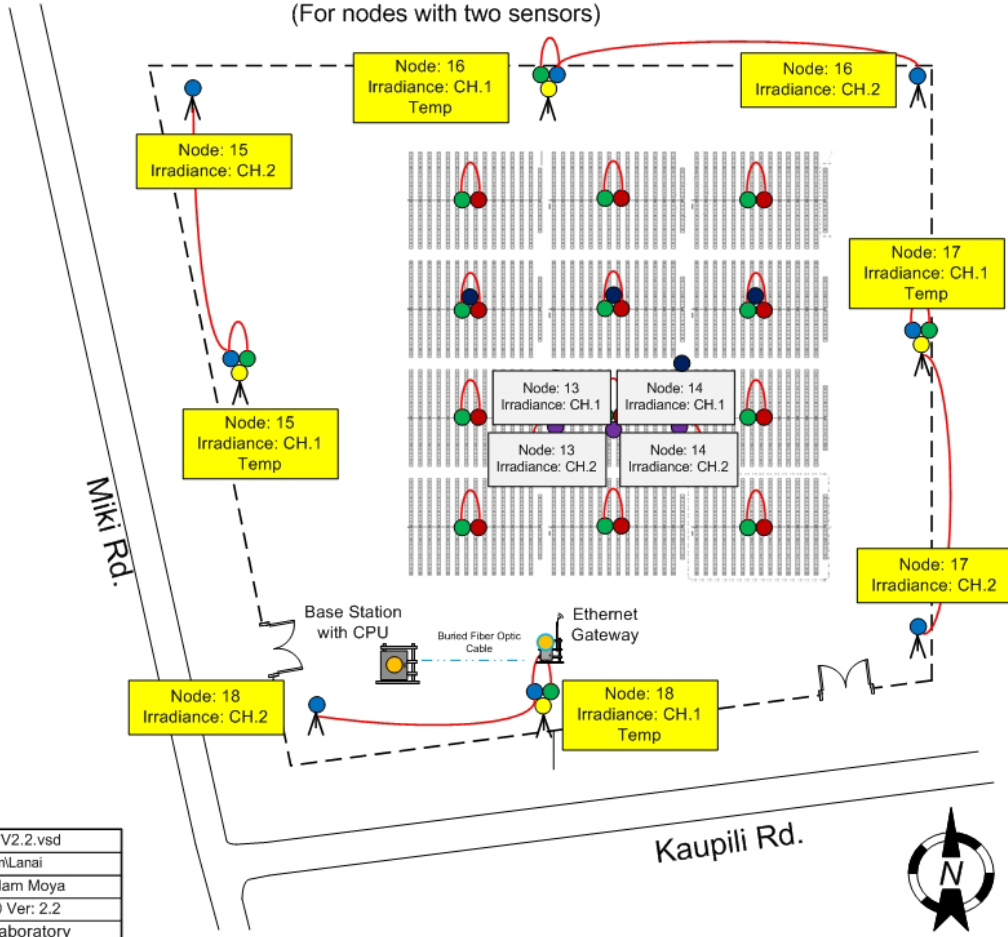 (For nodes with two sensors)
Node: 16
Irradiance: CH.1
Temp
Node: 16
Irradiance: CH.2
Node: 15
Irradiance: CH.2
Node: 17
Irradiance: CH.1
Temp
Node: 13
Irradiance: CH.1
Node: 14
Irradiance: CH.1
Node: 15
Irradiance: CH.1
Temp
Node: 13
Irradiance: CH.2
Node: 14
Irradiance: CH.2
Miki Rd.
Node: 17
Irradiance: CH.2
Base Station
with CPU
Buried Fiber Optic
Cable
Ethernet
Gateway
Node: 18
Irradiance: CH.2
Node: 18
Irradiance: CH.1
Temp
Kaupili Rd.
V2.2.vsd
\Lanai
Moya
Ver: 2.2
aboratory
N